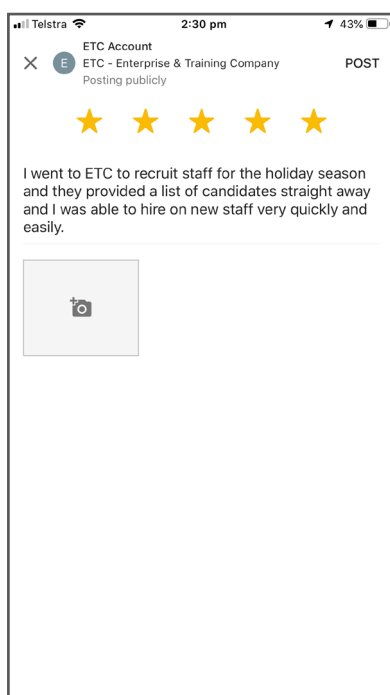 Telstra 2:30 pm 43%
ETC Account
E ETC - Enterprise & Training Company POST
Posting publicly
I went to ETC to recruit staff for the holiday season
and they provided a list of candidates straight away
and I was able to hire on new staff very quickly and
easily.